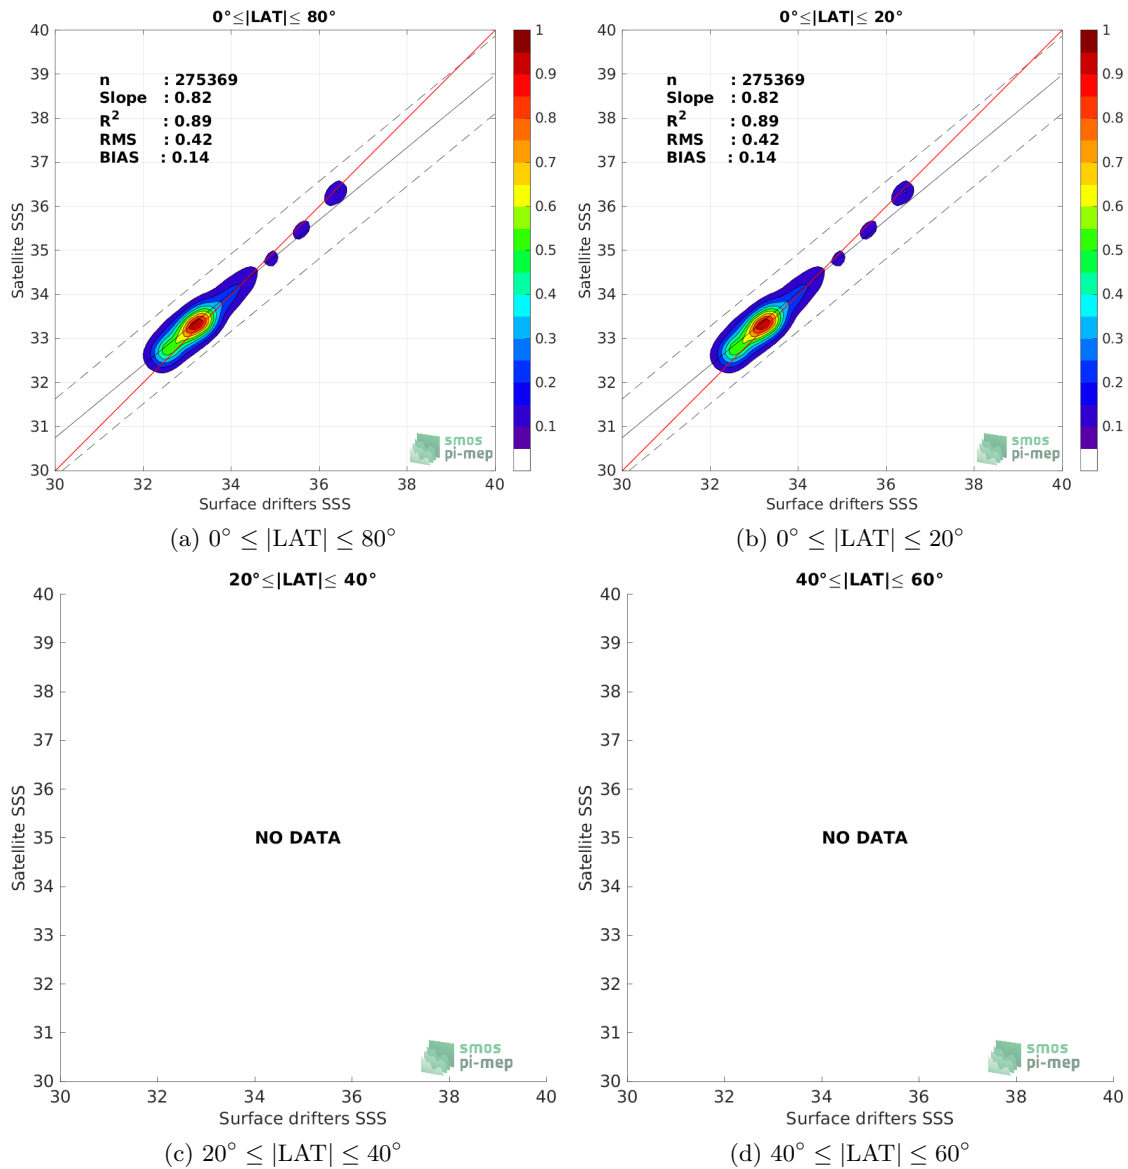 0°≤|LAT|≤ 80°
40
39
38
37
36
35
34
33
32
31
30
Satellite SSS
n : 275369
Slope : 0.82
R²  : 0.89
RMS : 0.42
BIAS : 0.14
smos
pi-mep
30 32 34 36 38 40
Surface drifters SSS
1
0.9
0.8
0.7
0.6
0.5
0.4
0.3
0.2
0.1
(a) 0° ≤ |LAT| ≤ 80°
0°≤|LAT|≤ 20°
40
39
38
37
36
35
34
33
32
31
30
Satellite SSS
n : 275369
Slope : 0.82
R² : 0.89
RMS : 0.42
BIAS : 0.14
smos
pi-mep
30 32 34 36 38 40
Surface drifters SSS
1
0.9
0.8
0.7
0.6
0.5
0.4
0.3
0.2
0.1
(b) 0° ≤ |LAT| ≤ 20°
20°≤|LAT|≤ 40°
40
39
38
37
36
35
34
33
32
31
30
Satellite SSS
NO DATA
smos
pi-mep
30 32 34 36 38 40
Surface drifters SSS
(c) 20° ≤ |LAT| ≤ 40°
40°≤|LAT|≤ 60°
40
39
38
37
36
35
34
33
32
31
30
Satellite SSS
NO DATA
smos
pi-mep
30 32 34 36 38 40
Surface drifters SSS
(d) 40° ≤ |LAT| ≤ 60°